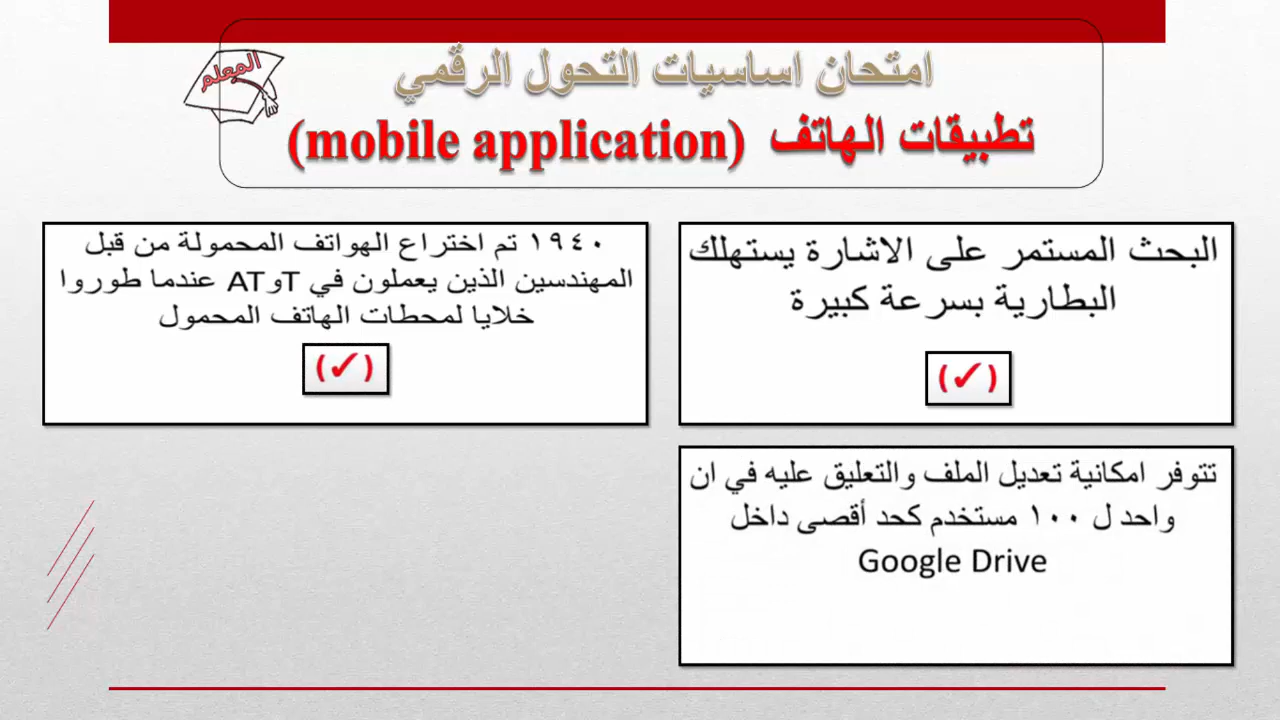 المعلم
امتحان اساسيات التحول الرقمي
تطبيقات الهاتف (mobile application)
البحث المستمر على الاشارة يستهلك
البطارية بسرعة كبيرة
(✓)
١٩٤٠ تم اختراع الهواتف المحمولة من قبل
المهندسين الذين يعملون في ATوT عندما طوروا
خلايا لمحطات الهاتف المحمول
(✓)
تتوفر امكانية تعديل الملف والتعليق عليه في ان
واحد ل ١٠٠ مستخدم كحد أقصى داخل
Google Drive